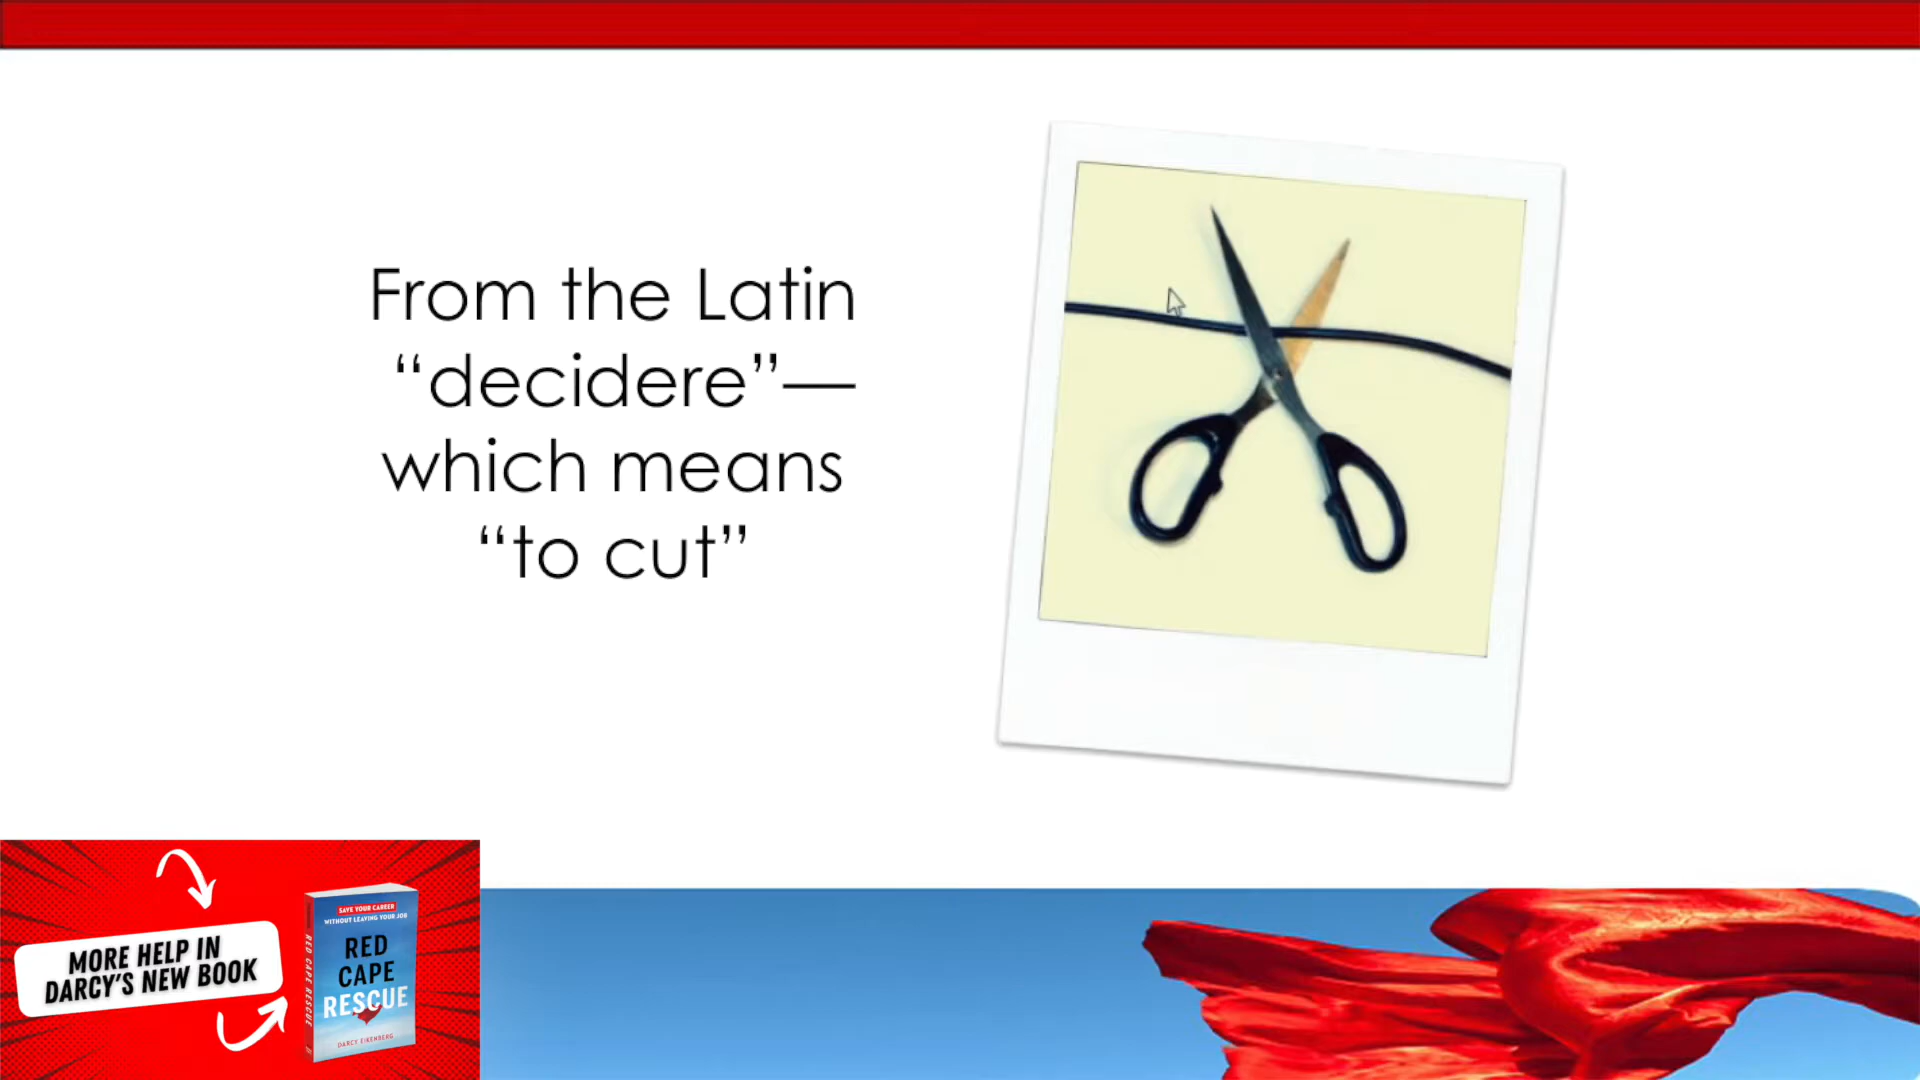 From the Latin
“decidere”—
which means
“to cut”
MORE HELP IN
DARCY’S NEW BOOK
SAVE YOUR CAREER
WITHOUT LEAVING YOUR JOB
RED
CAPE
RESCUE
DARCY EIKENBERG
RED CAPE RESCUE